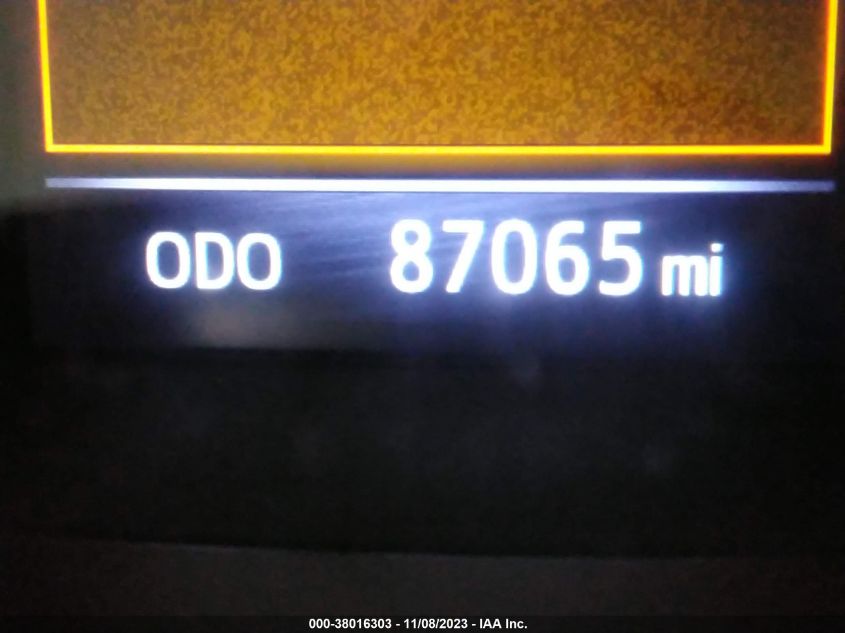 ODO 87065 mi
000-38016303 - 11/08/2023 - IAA Inc.